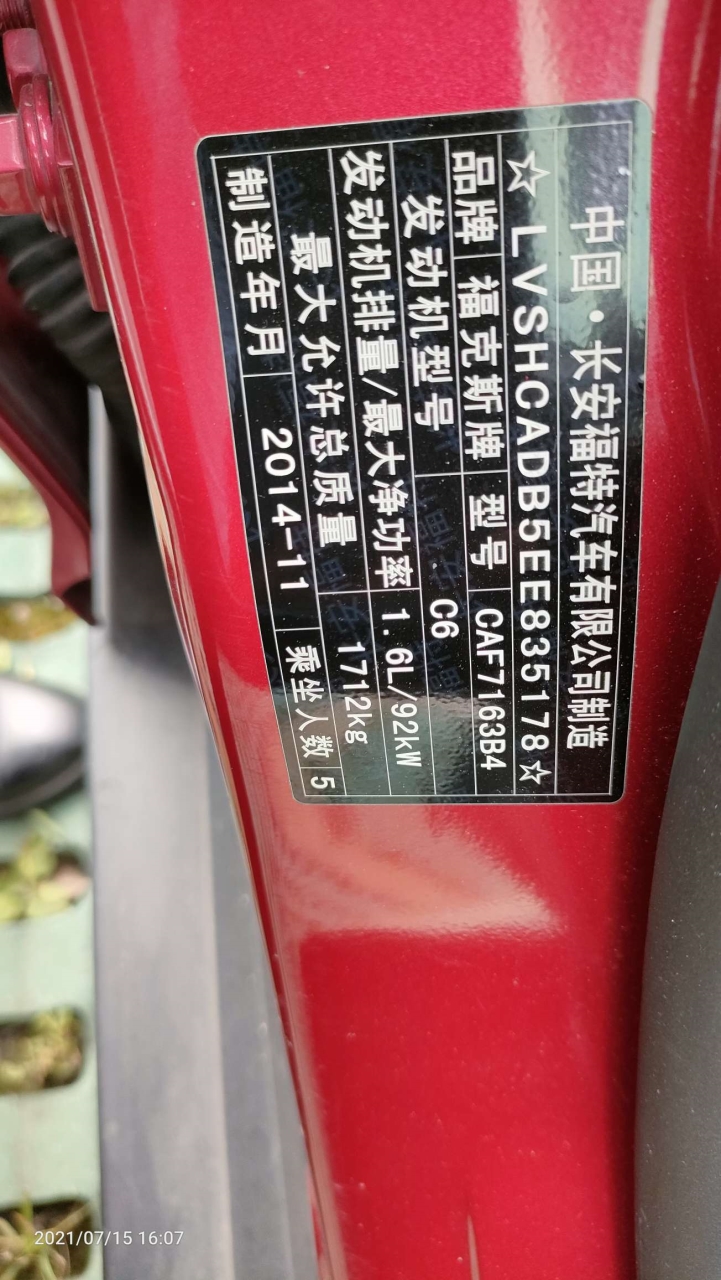 中国·长安福特汽车有限公司制造
☆LVSHCADB5EE835178☆
品牌 福克斯牌 型号 CAF7163B4
发动机型号 C6
发动机排量/最大净功率 1.6L/92kW
最大允许总质量 1712kg
制造年月 2014-11 乘坐人数 5
2021/07/15 16:07